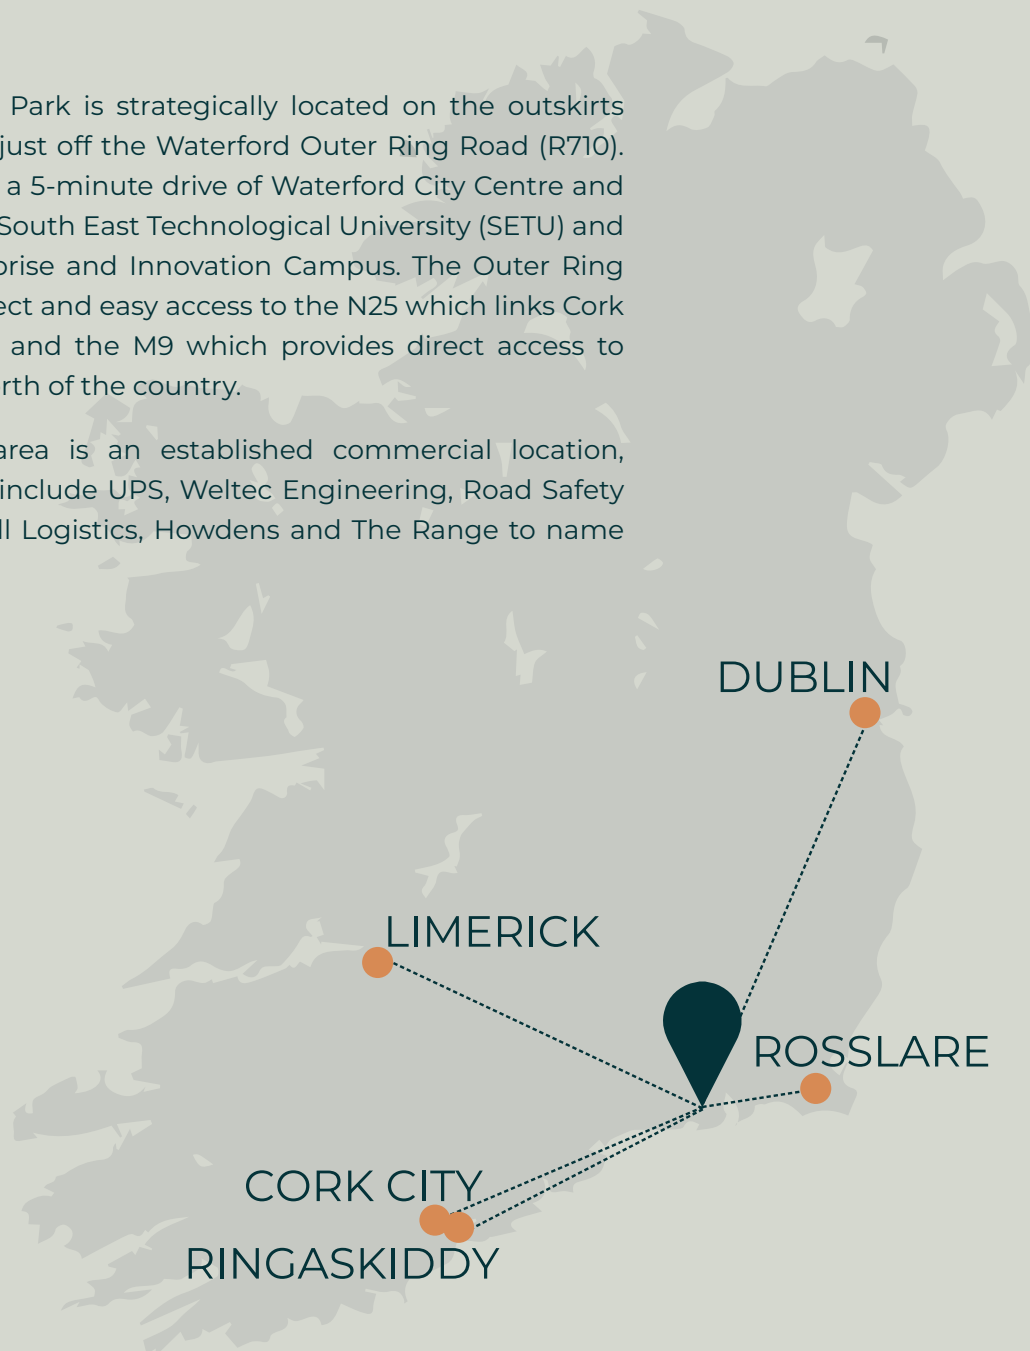 Park is strategically located on the outskirts
just off the Waterford Outer Ring Road (R710).
a 5-minute drive of Waterford City Centre and
South East Technological University (SETU) and
prise and Innovation Campus. The Outer Ring
ect and easy access to the N25 which links Cork
and the M9 which provides direct access to
rth of the country.
area is an established commercial location,
include UPS, Weltec Engineering, Road Safety
ll Logistics, Howdens and The Range to name
DUBLIN
LIMERICK
ROSSLARE
CORK CITY
RINGASKIDDY